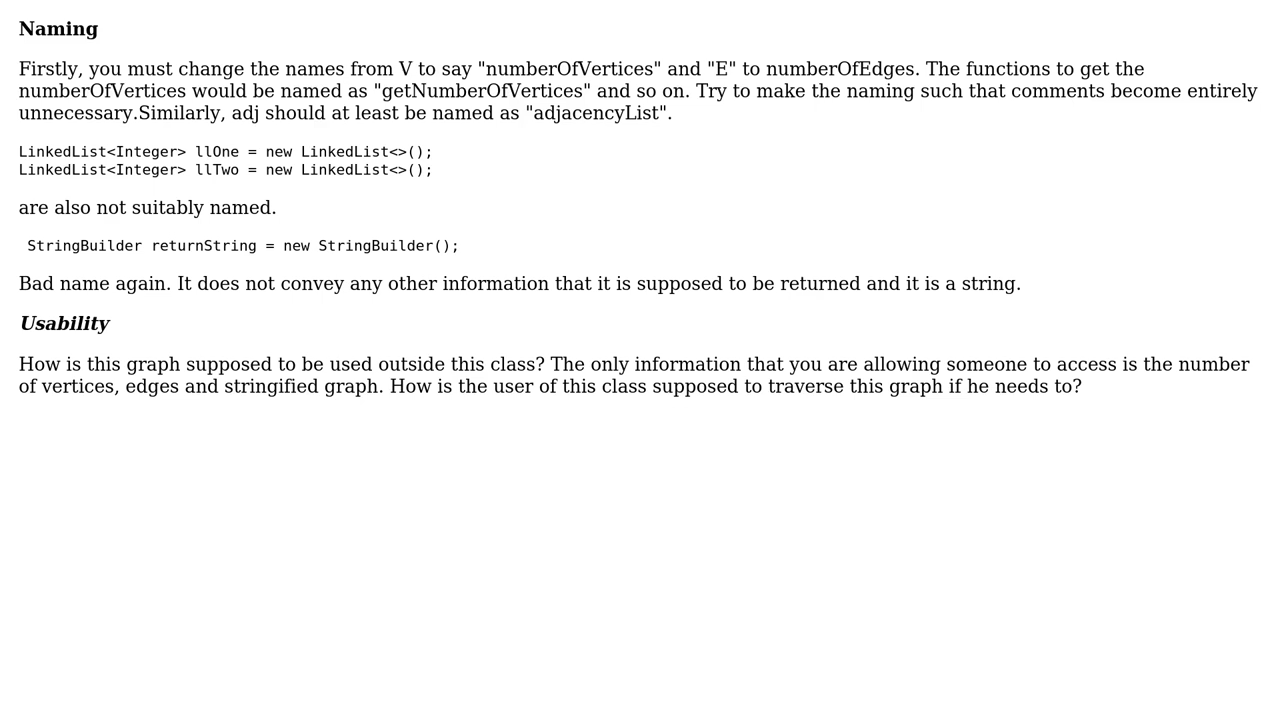 Naming
Firstly, you must change the names from V to say "numberOfVertices" and "E" to numberOfEdges. The functions to get the
numberOfVertices would be named as "getNumberOfVertices" and so on. Try to make the naming such that comments become entirely
unnecessary.Similarly, adj should at least be named as "adjacencyList".
LinkedList<Integer> llOne = new LinkedList<>();
LinkedList<Integer> llTwo = new LinkedList<>();
are also not suitably named.
StringBuilder returnString = new StringBuilder();
Bad name again. It does not convey any other information that it is supposed to be returned and it is a string.
Usability
How is this graph supposed to be used outside this class? The only information that you are allowing someone to access is the number
of vertices, edges and stringified graph. How is the user of this class supposed to traverse this graph if he needs to?